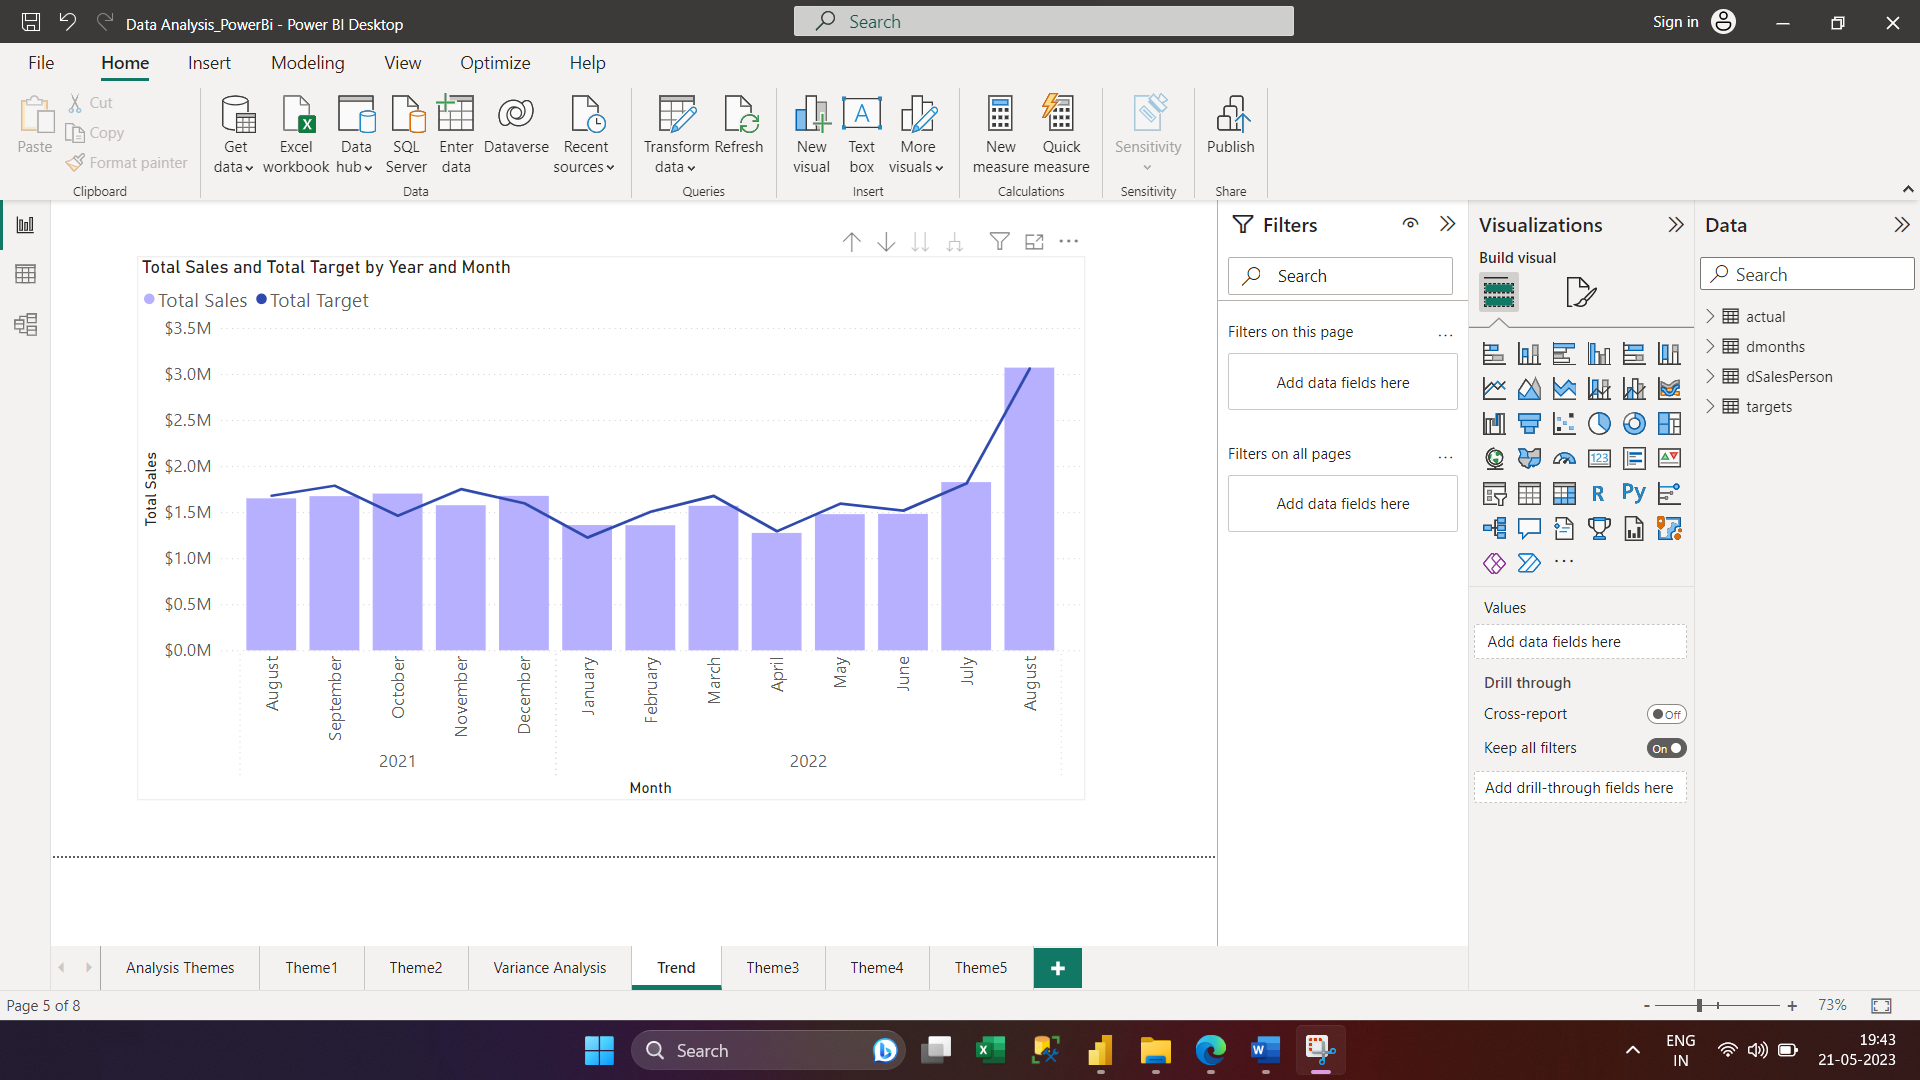 Data Analysis_PowerBi - Power BI Desktop
Search
Sign in
File Home Insert Modeling View Optimize Help
Paste
Cut
Copy
Format painter
Clipboard
Get data
Excel workbook
Data hub
SQL Server
Enter data
Dataverse
Recent sources
Data
Transform data
Refresh
Queries
New visual
Text box
More visuals
Insert
New measure
Quick measure
Calculations
Sensitivity
Sensitivity
Publish
Share
Total Sales and Total Target by Year and Month
Total Sales Total Target
$3.5M
$3.0M
$2.5M
$2.0M
$1.5M
$1.0M
$0.5M
$0.0M
Total Sales
August
September
October
November
December
January
February
March
April
May
June
July
August
2021
2022
Month
Filters
Search
Filters on this page
...
Add data fields here
Filters on all pages
...
Add data fields here
Visualizations
Build visual
123
R
Py
...
Values
Add data fields here
Drill through
Cross-report
Off
Keep all filters
On
Add drill-through fields here
Data
Search
actual
dmonths
dSalesPerson
targets
Analysis Themes
Theme1
Theme2
Variance Analysis
Trend
Theme3
Theme4
Theme5
+
Page 5 of 8
- + 73%
Search
ENG
IN
19:43
21-05-2023